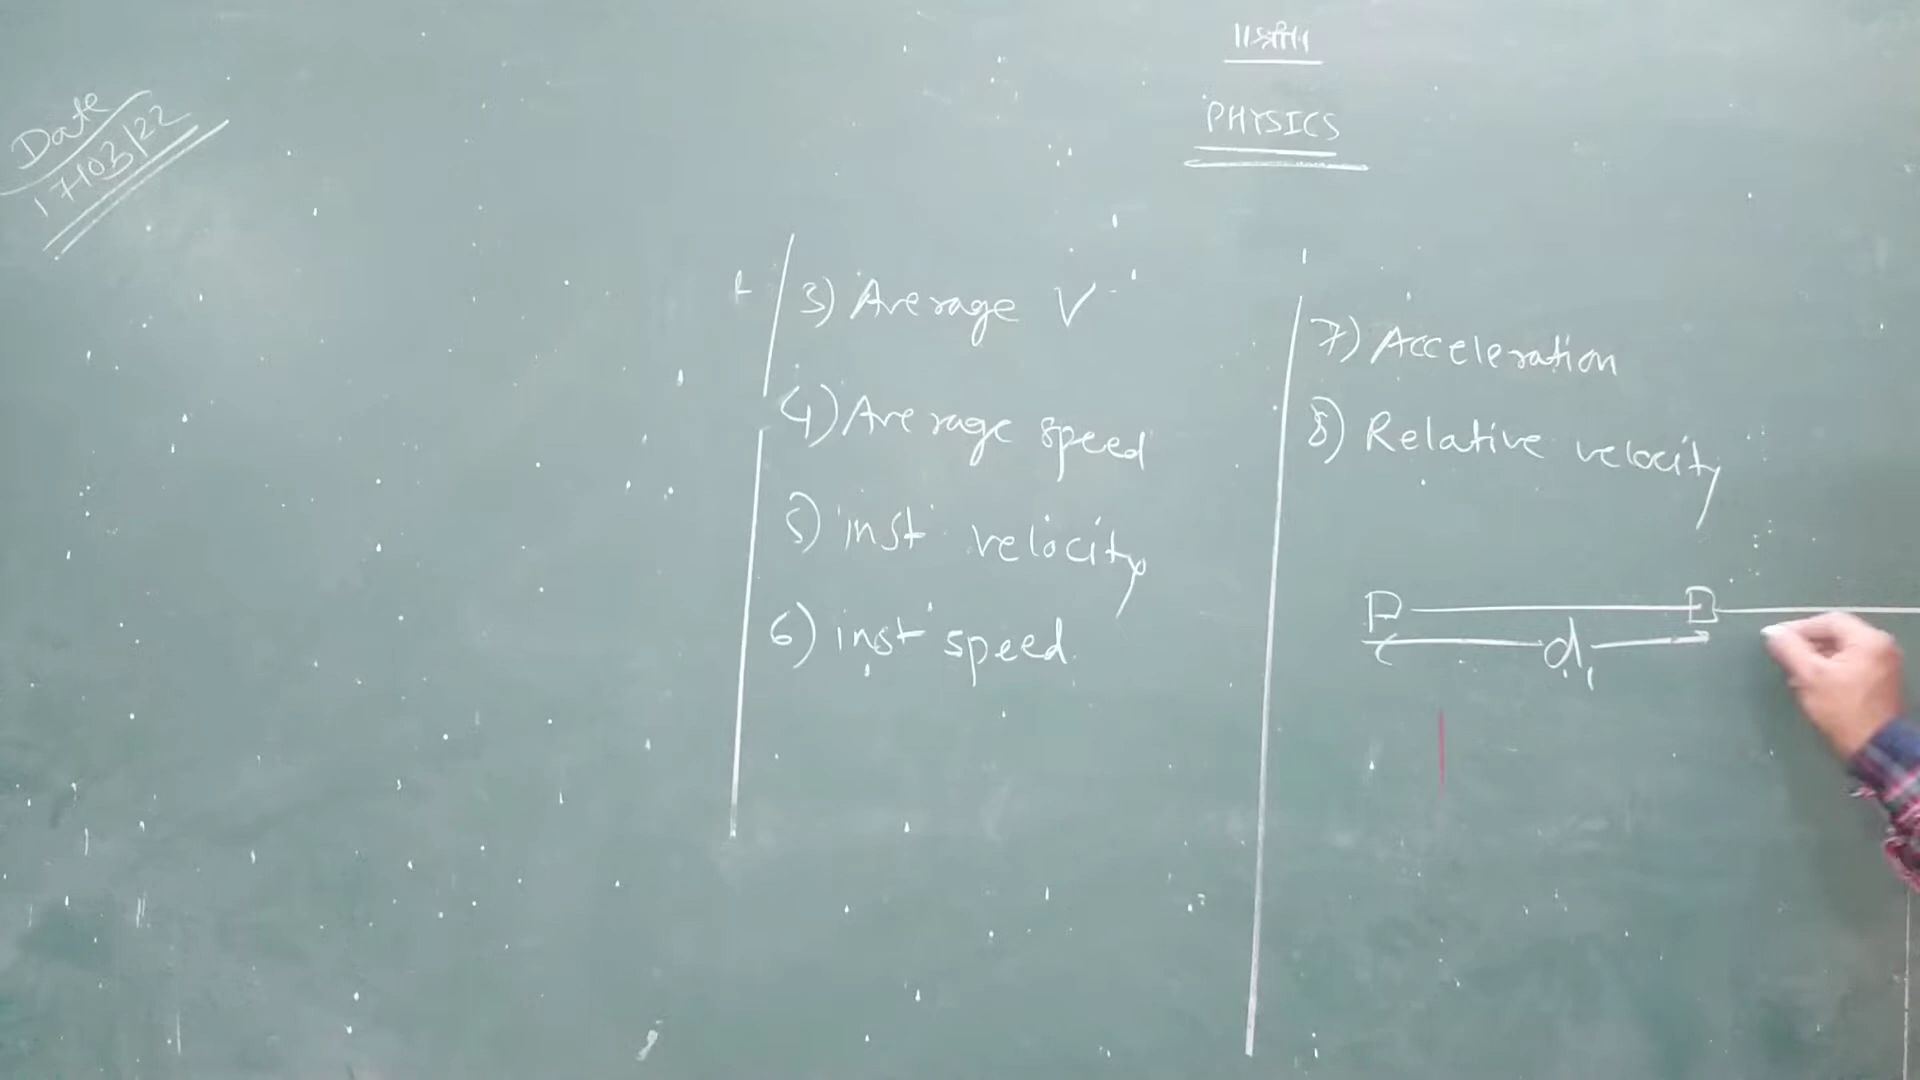 ॥श्री॥
PHYSICS
Date
17/03/22
3) Average V
4) Average speed
5) inst velocity
6) inst speed
7) Acceleration
8) Relative velocity
P B
d1